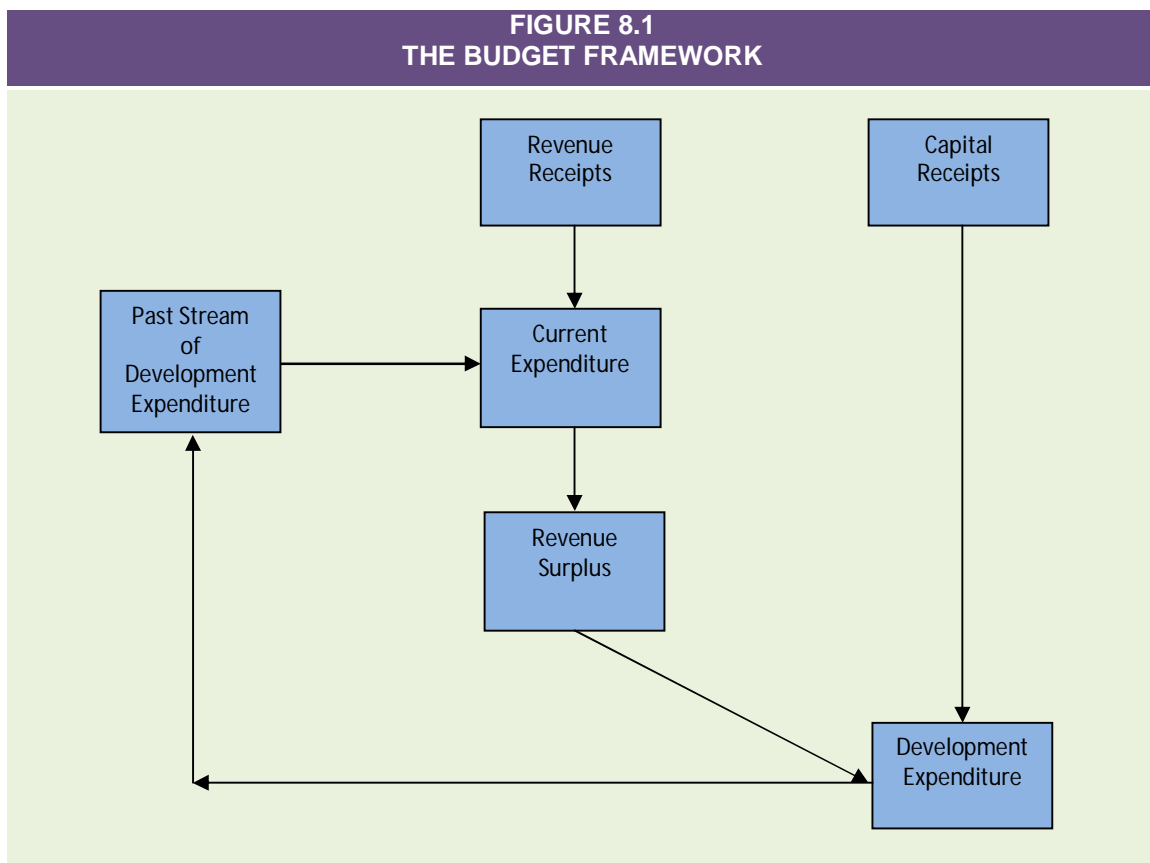 FIGURE 8.1
THE BUDGET FRAMEWORK
Revenue
Receipts
Capital
Receipts
Past Stream
of
Development
Expenditure
Current
Expenditure
Revenue
Surplus
Development
Expenditure